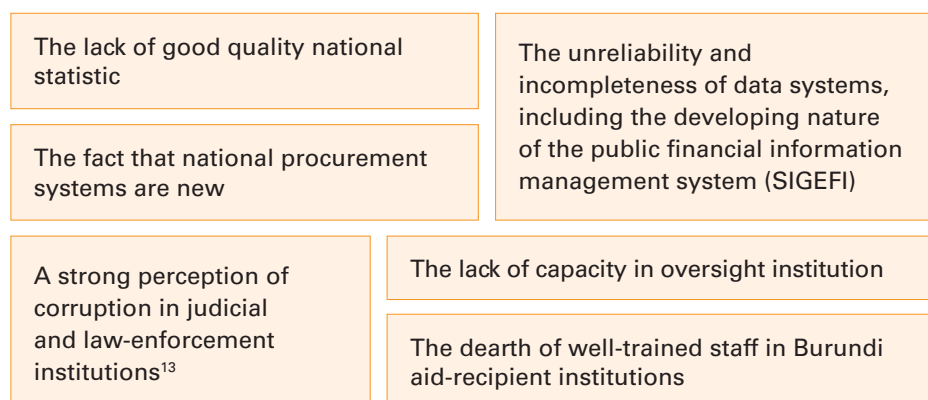 The lack of good quality national
statistic
The fact that national procurement
systems are new
The unreliability and
incompleteness of data systems,
including the developing nature
of the public financial information
management system (SIGEFI)
A strong perception of
corruption in judicial
and law-enforcement
institutions¹³
The lack of capacity in oversight institution
The dearth of well-trained staff in Burundi
aid-recipient institutions